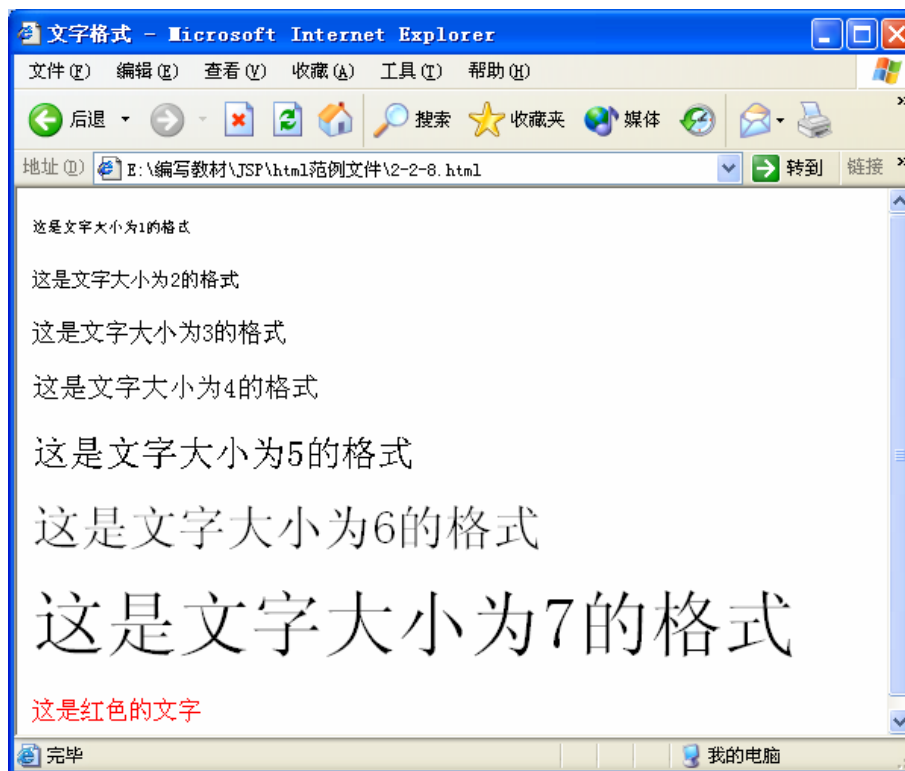 文字格式 - Microsoft Internet Explorer
文件(F) 编辑(E) 查看(V) 收藏(A) 工具(T) 帮助(H)
后退 搜索 收藏夹 媒体 »
地址(D) E:\编写教材\JSP\html范例文件\2-2-8.html 转到 链接 »
这是文字大小为1的格式
这是文字大小为2的格式
这是文字大小为3的格式
这是文字大小为4的格式
这是文字大小为5的格式
这是文字大小为6的格式
这是文字大小为7的格式
这是红色的文字
完毕 我的电脑